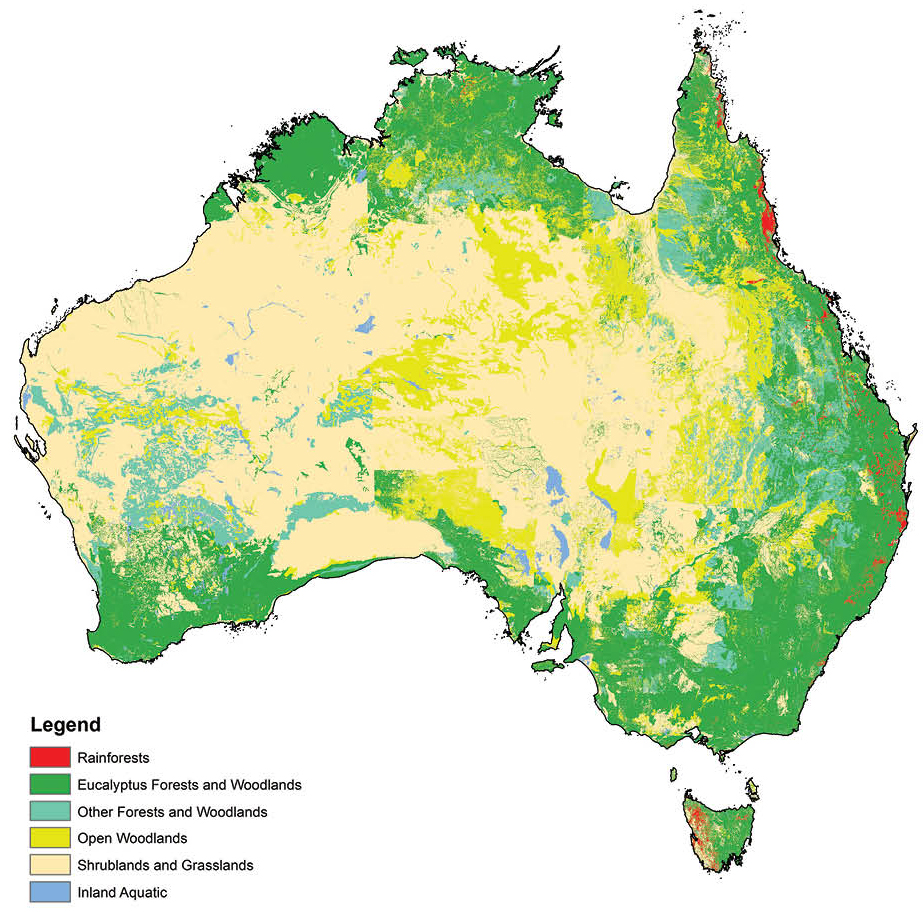 Legend
Rainforests
Eucalyptus Forests and Woodlands
Other Forests and Woodlands
Open Woodlands
Shrublands and Grasslands
Inland Aquatic